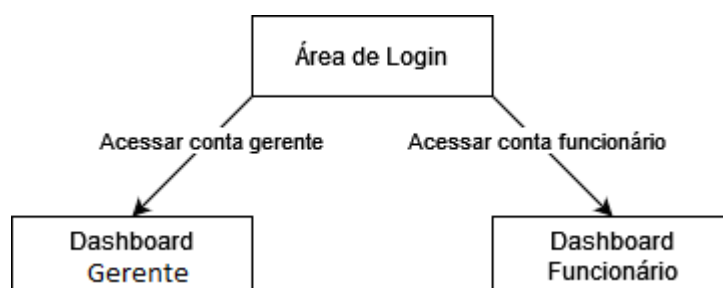 Área de Login
Acessar conta gerente
Acessar conta funcionário
Dashboard
Gerente
Dashboard
Funcionário